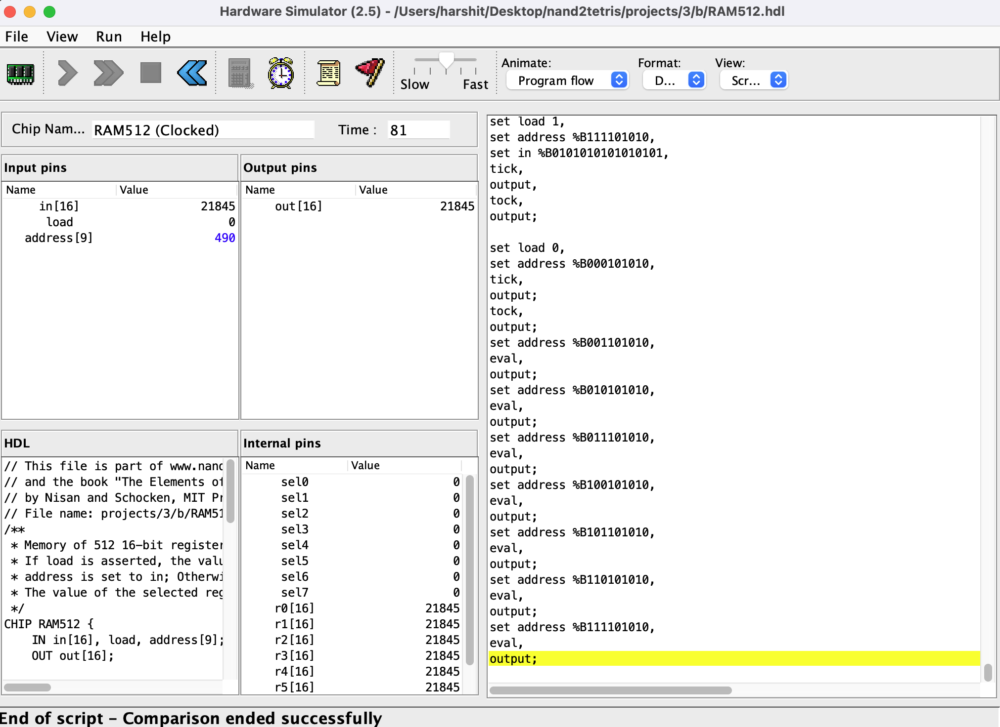 Hardware Simulator (2.5) - /Users/harshit/Desktop/nand2tetris/projects/3/b/RAM512.hdl
File View Run Help
Slow Fast
Animate: Format: View:
Program flow D... Scr...
Chip Nam... RAM512 (Clocked) Time : 81
Input pins
Name Value
in[16] 21845
load 0
address[9] 490
Output pins
Name Value
out[16] 21845
HDL
// This file is part of www.nand
// and the book "The Elements of
// by Nisan and Schocken, MIT Pr
// File name: projects/3/b/RAM51
/**
* Memory of 512 16-bit register
* If load is asserted, the valu
* address is set to in; Otherwi
* The value of the selected reg
*/
CHIP RAM512 {
IN in[16], load, address[9];
OUT out[16];
Internal pins
Name Value
sel0 0
sel1 0
sel2 0
sel3 0
sel4 0
sel5 0
sel6 0
sel7 0
r0[16] 21845
r1[16] 21845
r2[16] 21845
r3[16] 21845
r4[16] 21845
r5[16] 21845
set load 1,
set address %B111101010,
set in %B0101010101010101,
tick,
output,
tock,
output;
set load 0,
set address %B000101010,
tick,
output;
tock,
output;
set address %B001101010,
eval,
output;
set address %B010101010,
eval,
output;
set address %B011101010,
eval,
output;
set address %B100101010,
eval,
output;
set address %B101101010,
eval,
output;
set address %B110101010,
eval,
output;
set address %B111101010,
eval,
output;
End of script - Comparison ended successfully